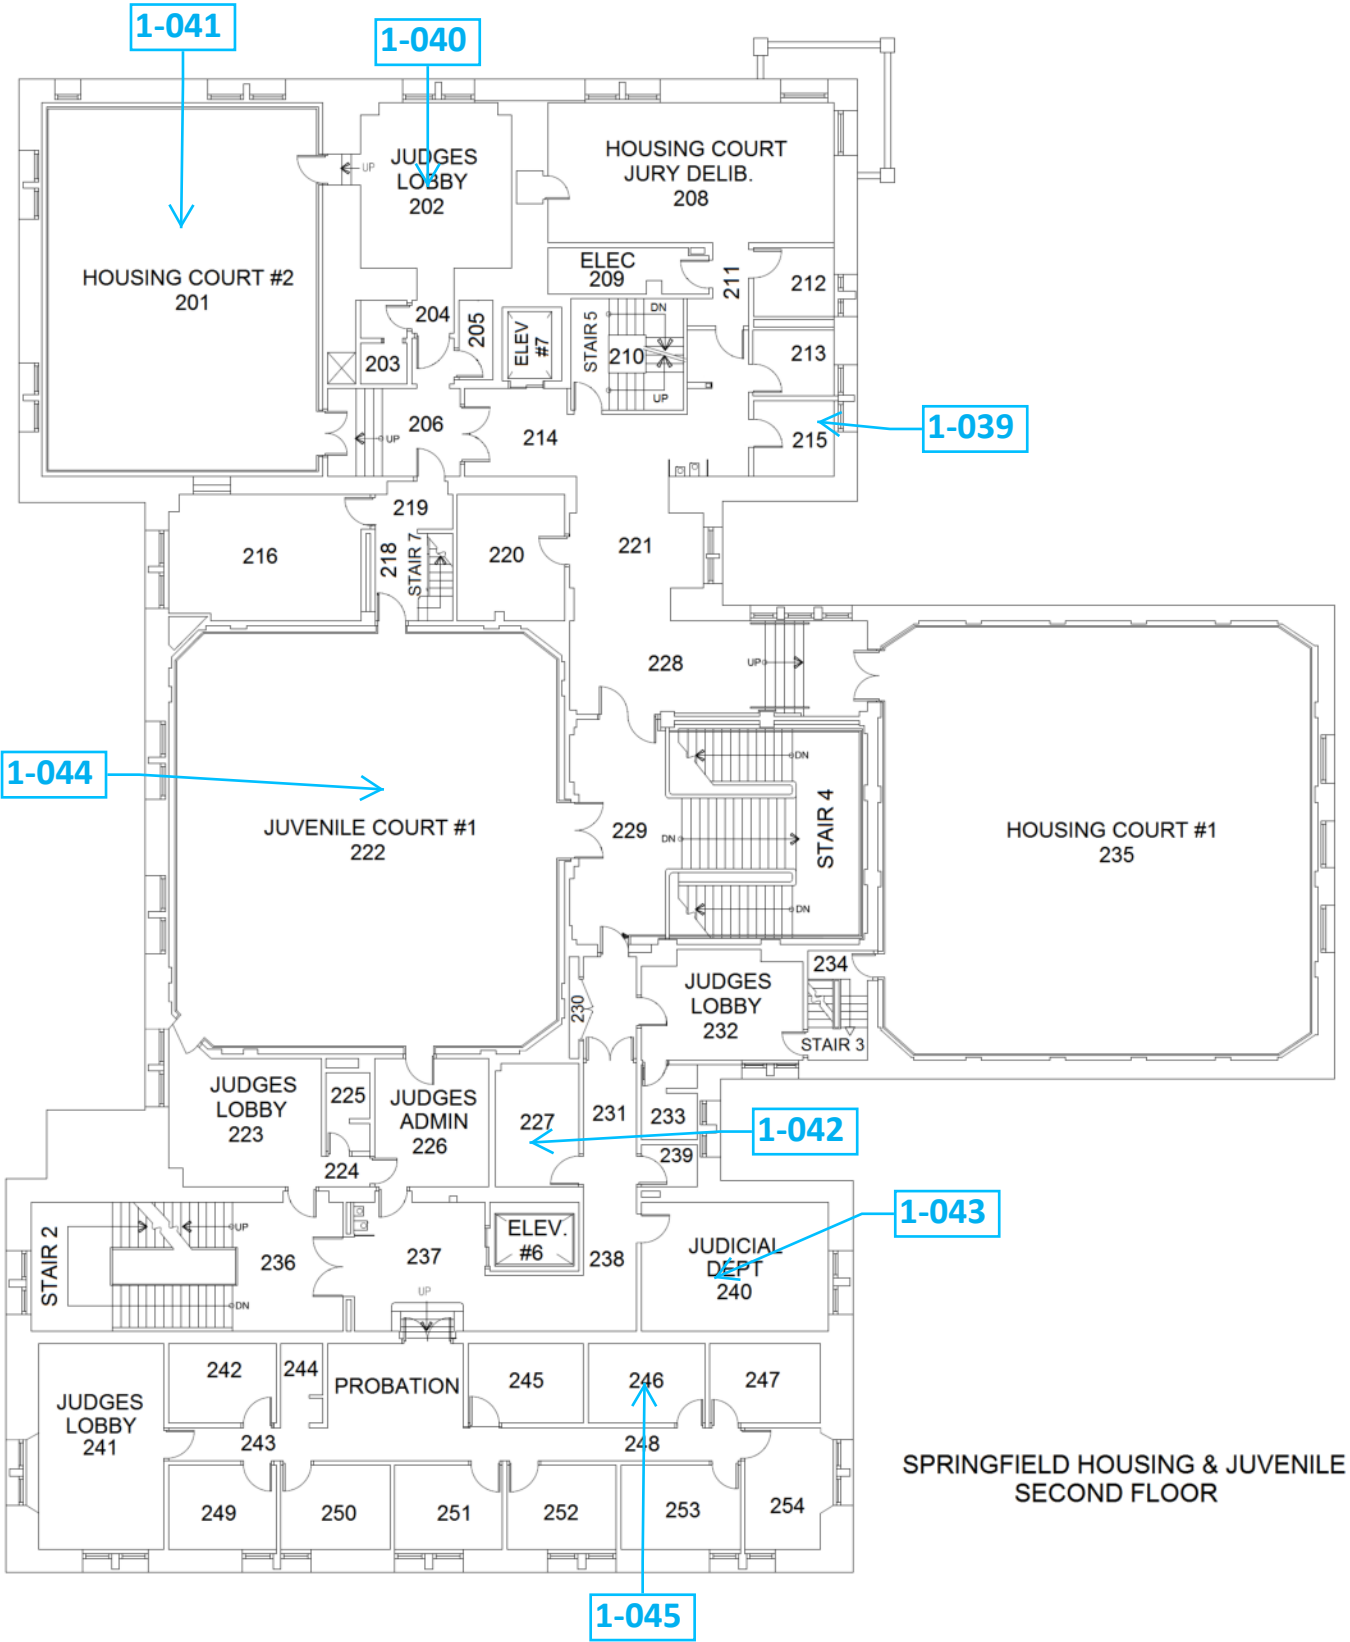 1-041
1-040
JUDGES
LOBBY
202
UP
HOUSING COURT
JURY DELIB.
208
HOUSING COURT #2
201
ELEC
209
211
212
204
205
ELEV
#7
STAIR 5
DN
210
UP
203
213
206
UP
214
215
1-039
219
216
218
STAIR 7
220
221
228
UP
1-044
JUVENILE COURT #1
222
229
DN
DN
DN
STAIR 4
HOUSING COURT #1
235
230
JUDGES
LOBBY
232
234
STAIR 3
JUDGES
LOBBY
223
225
JUDGES
ADMIN
226
227
231
233
1-042
224
239
STAIR 2
UP
DN
236
237
UP
ELEV.
#6
238
JUDICIAL
DEPT
240
1-043
JUDGES
LOBBY
241
242
244
PROBATION
245
246
247
243
248
249
250
251
252
253
254
SPRINGFIELD HOUSING & JUVENILE
SECOND FLOOR
1-045